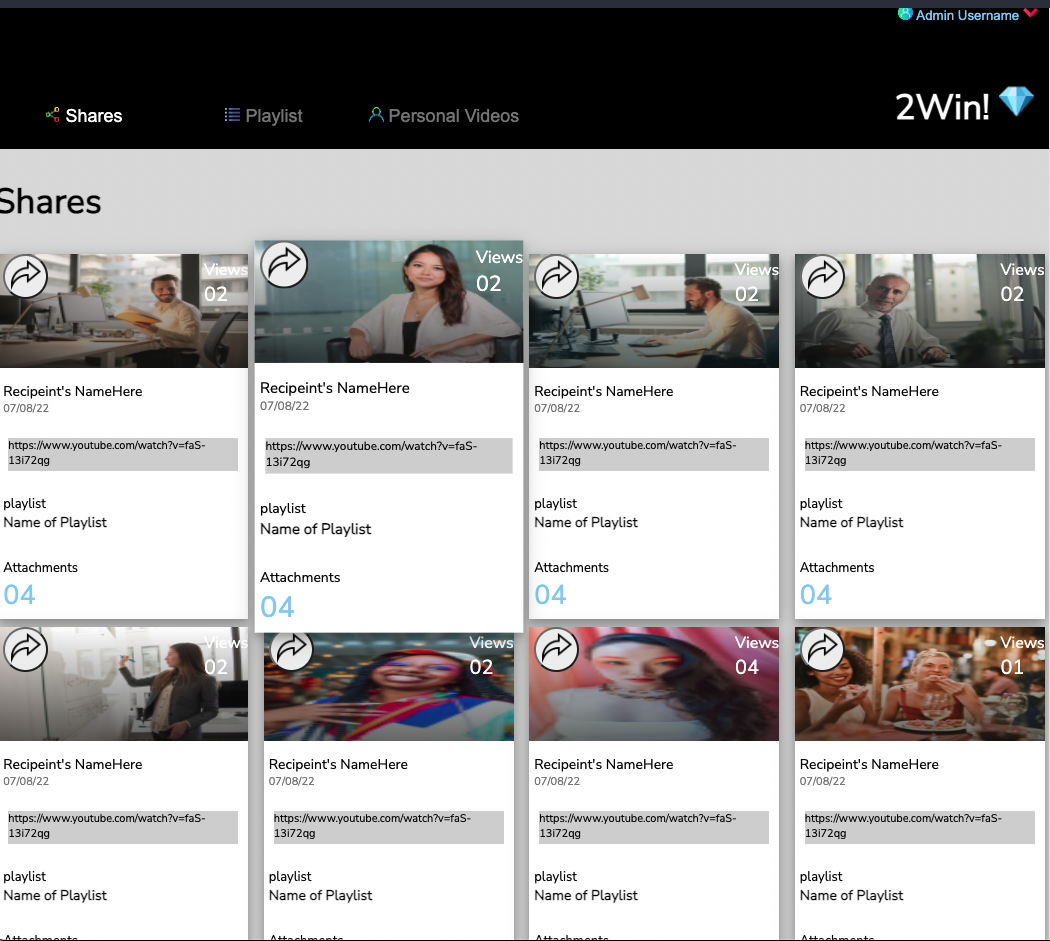 Admin Username
Shares
Playlist
Personal Videos
2Win!
Shares
Views
02
Recipeint's NameHere
07/08/22
https://www.youtube.com/watch?v=faS-
13i72qg
playlist
Name of Playlist
Attachments
04
Views
02
Recipeint's NameHere
07/08/22
https://www.youtube.com/watch?v=faS-
13i72qg
playlist
Name of Playlist
Attachments
04
Views
02
Recipeint's NameHere
07/08/22
https://www.youtube.com/watch?v=faS-
13i72qg
playlist
Name of Playlist
Attachments
04
Views
02
Recipeint's NameHere
07/08/22
https://www.youtube.com/watch?v=faS-
13i72qg
playlist
Name of Playlist
Attachments
04
Views
02
Recipeint's NameHere
07/08/22
https://www.youtube.com/watch?v=faS-
13i72qg
playlist
Name of Playlist
Attachments
Views
02
Recipeint's NameHere
07/08/22
https://www.youtube.com/watch?v=faS-
13i72qg
playlist
Name of Playlist
Attachments
Views
04
Recipeint's NameHere
07/08/22
https://www.youtube.com/watch?v=faS-
13i72qg
playlist
Name of Playlist
Attachments
Views
01
Recipeint's NameHere
07/08/22
https://www.youtube.com/watch?v=faS-
13i72qg
playlist
Name of Playlist
Attachments